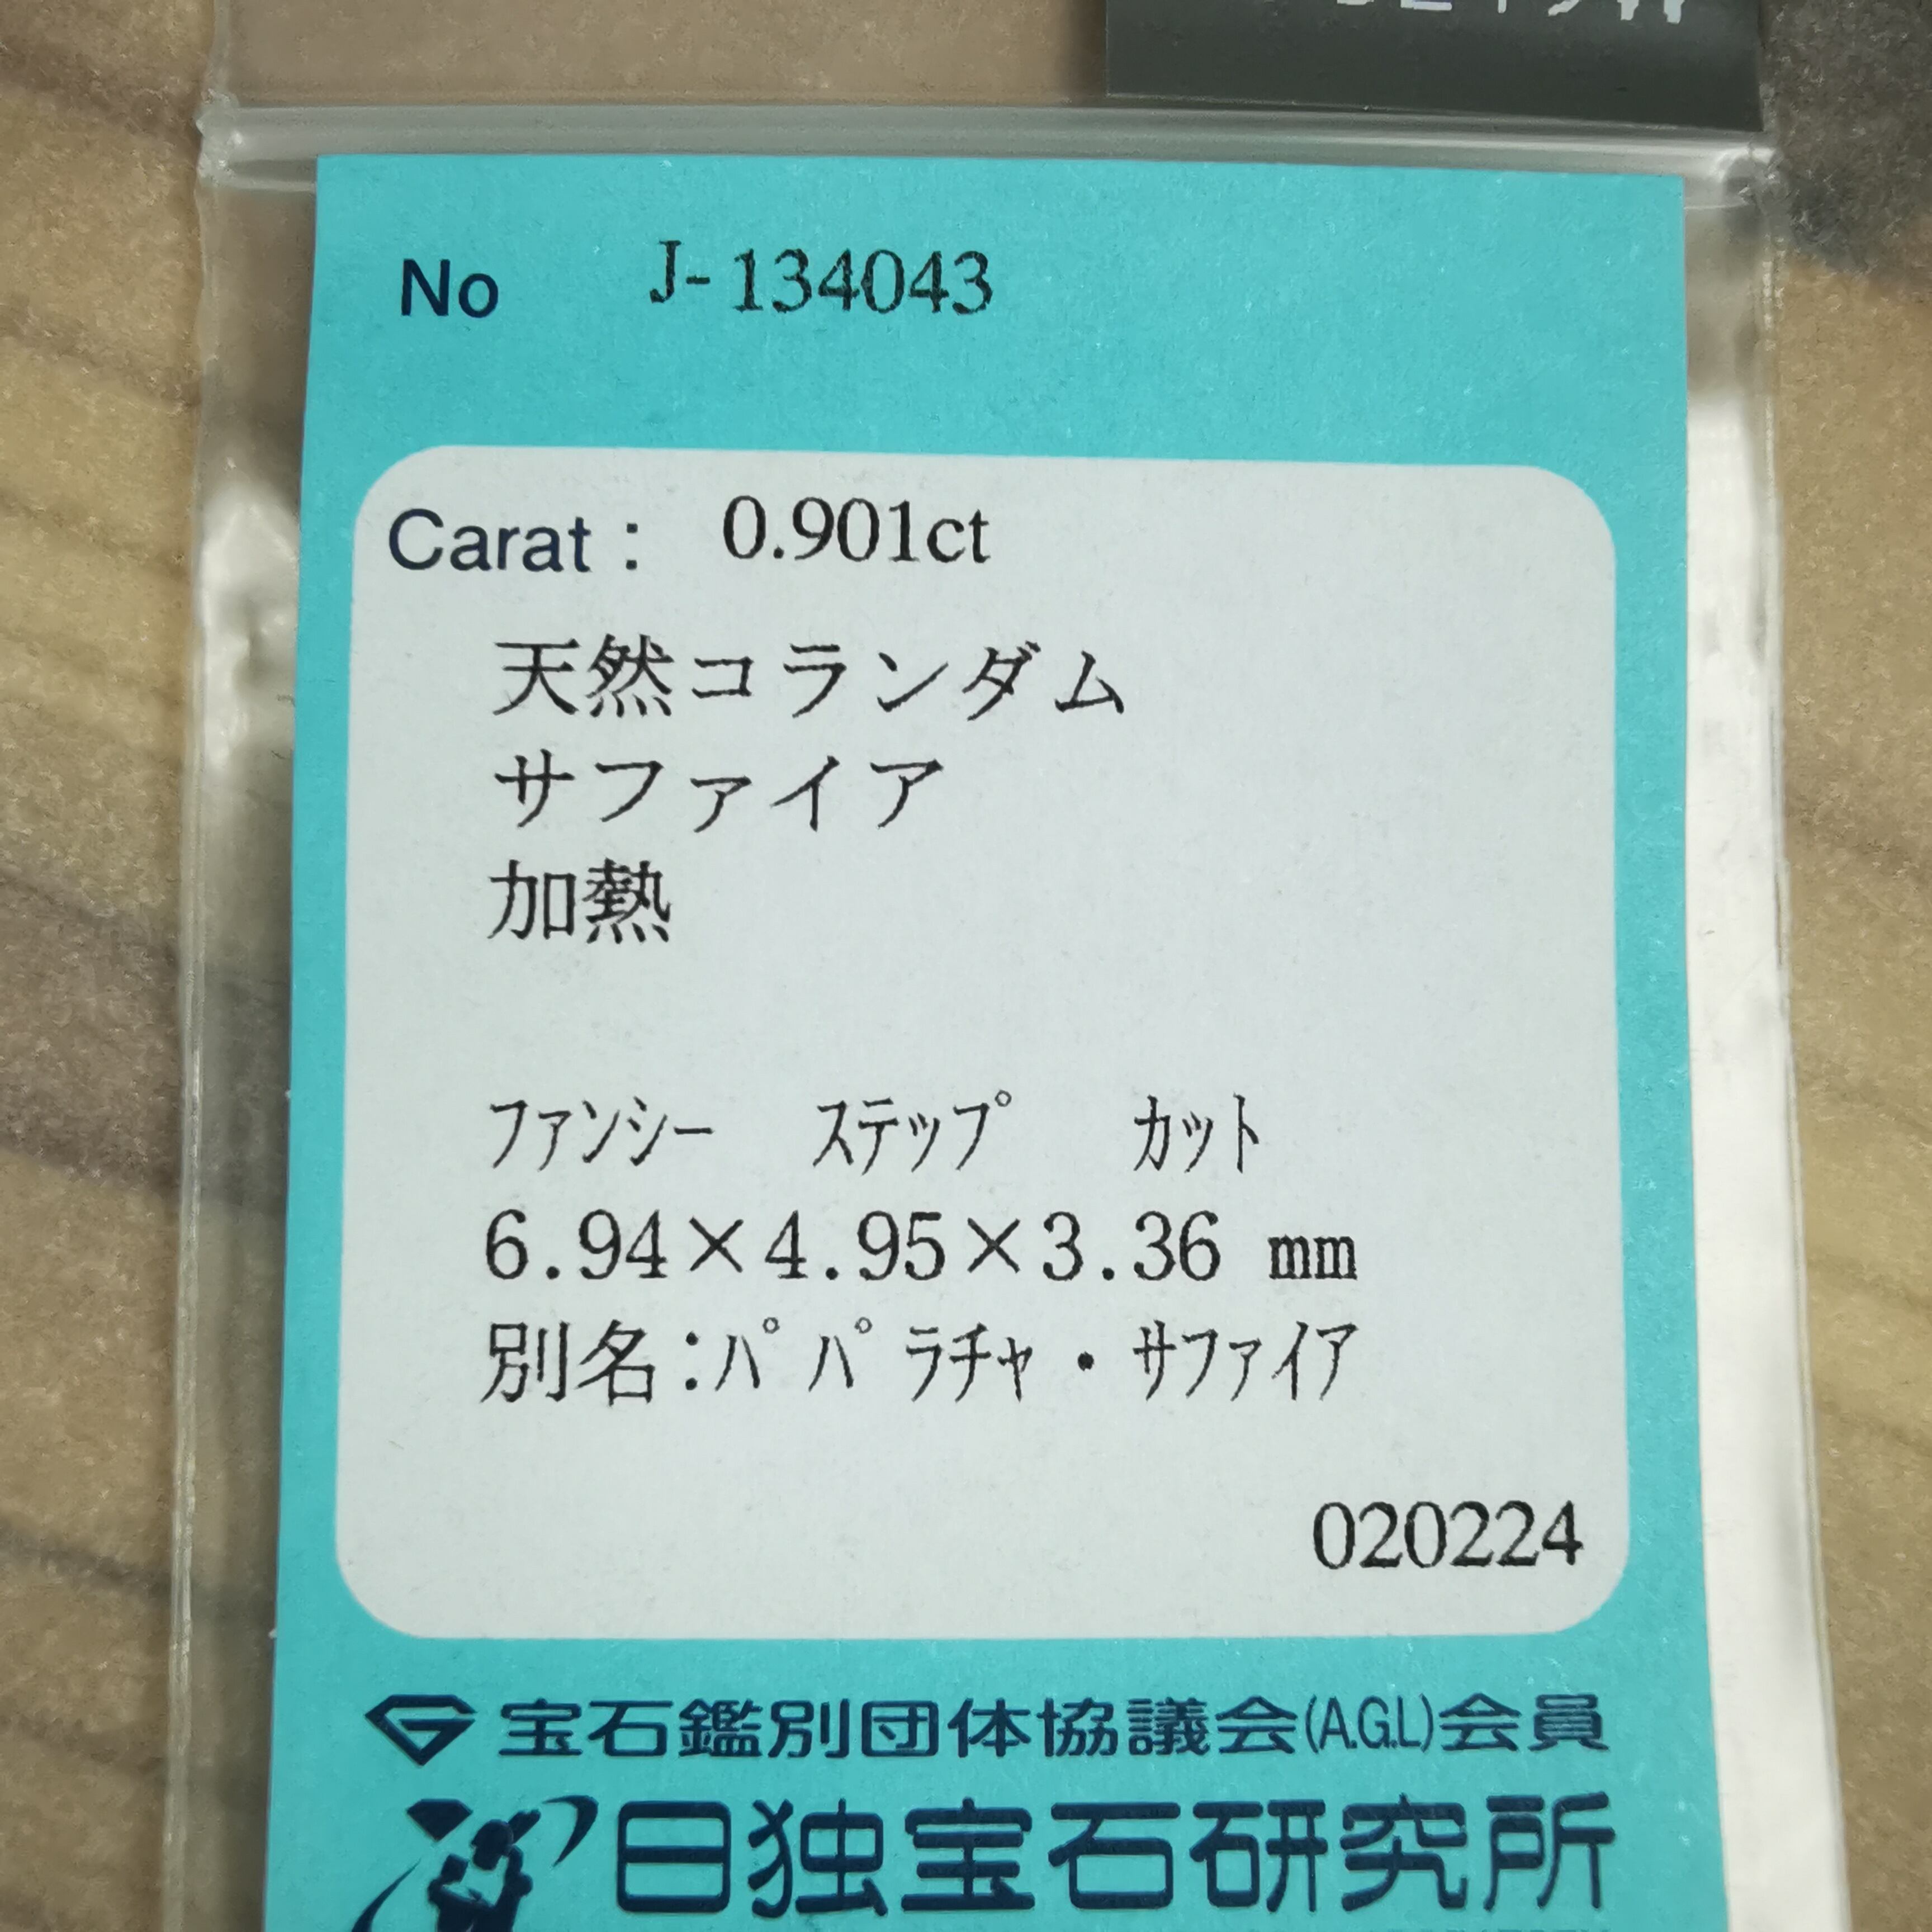 No J-134043
Carat : 0.901ct
天然コランダム
サファイア
加熱
ファンシー ステップ カット
6.94×4.95×3.36 mm
別名:パパラチャ・サファイア
020224
宝石鑑別団体協議会(A.G.L)会員
日独宝石研究所